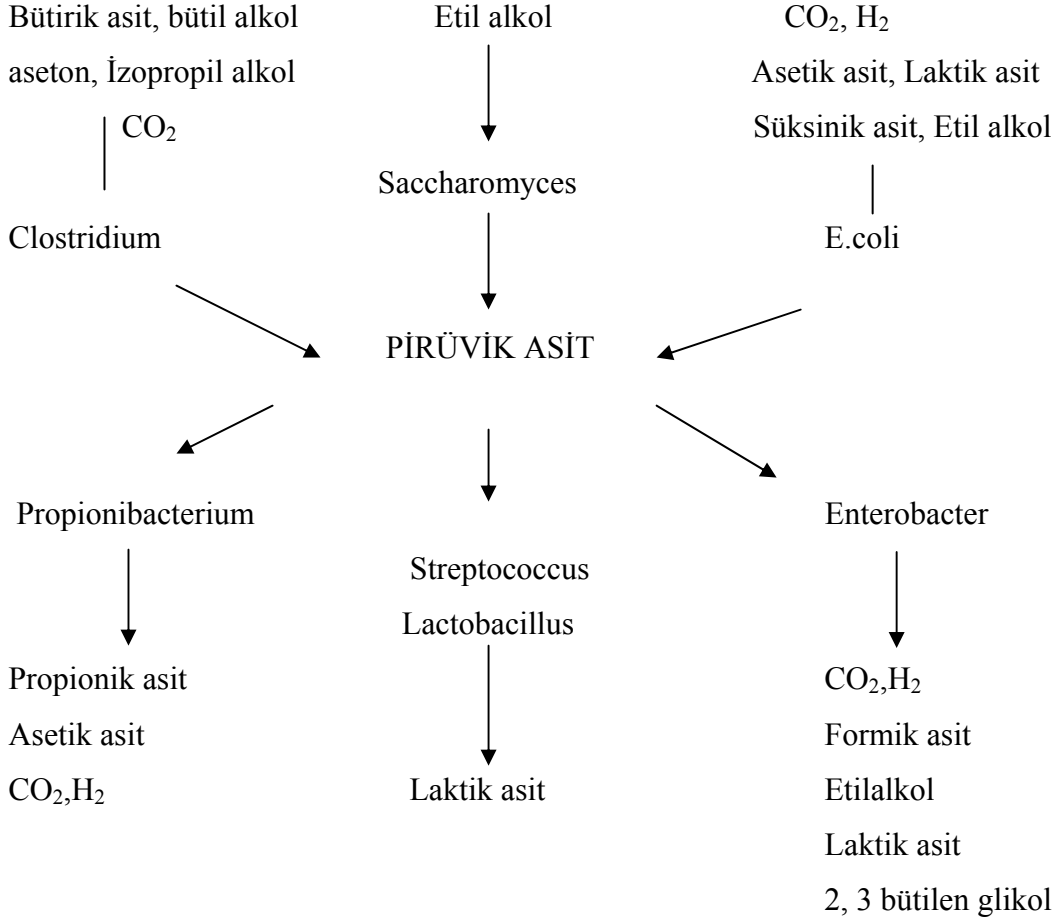 Bütirik asit, bütil alkol
aseton, İzopropil alkol
CO₂
Clostridium
Etil alkol
Saccharomyces
CO₂, H₂
Asetik asit, Laktik asit
Süksinik asit, Etil alkol
E.coli
PİRÜVİK ASİT
Propionibacterium
Propionik asit
Asetik asit
CO₂,H₂
Streptococcus
Lactobacillus
Laktik asit
Enterobacter
CO₂,H₂
Formik asit
Etilalkol
Laktik asit
2, 3 bütilen glikol